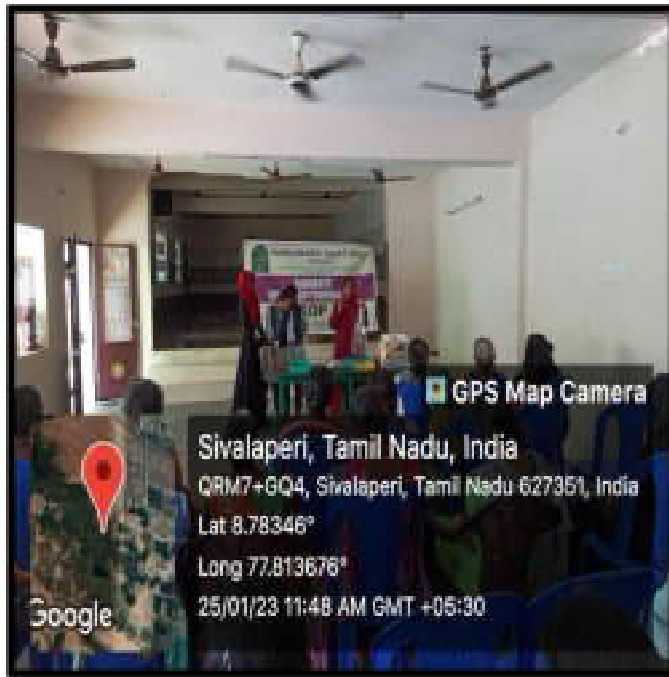 GPS Map Camera
Sivalaperi, Tamil Nadu, India
QRM7+GQ4, Sivalaperi, Tamil Nadu 627351, India
Lat 8.78346°
Long 77.813676°
25/01/23 11:48 AM GMT +05:30
Google